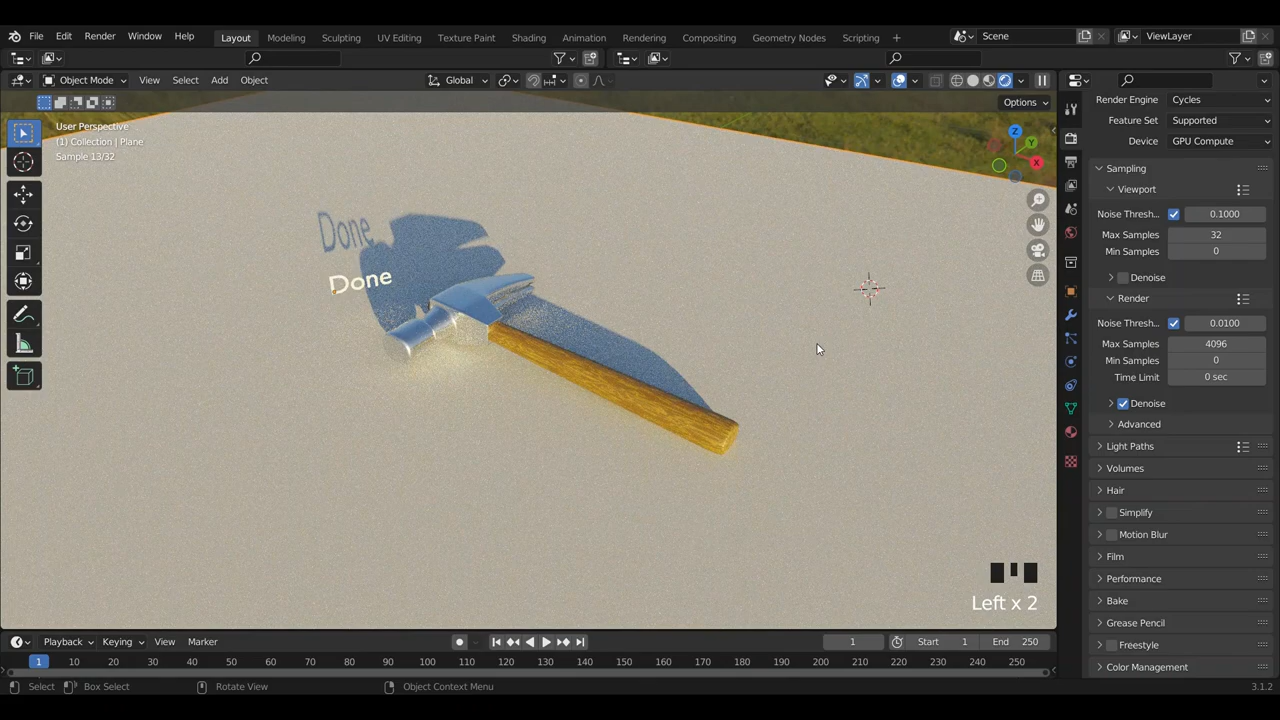 File Edit Render Window Help Layout Modeling Sculpting UV Editing Texture Paint Shading Animation Rendering Compositing Geometry Nodes Scripting Scene ViewLayer
Object Mode View Select Add Object Global
Options
User Perspective
(1) Collection | Plane
Sample 13/32
Z
Y
X
Done
Done
Left x 2
Render Engine Cycles
Feature Set Supported
Device GPU Compute
Sampling
Viewport
Noise Thresh... 0.1000
Max Samples 32
Min Samples 0
Denoise
Render
Noise Thresh... 0.0100
Max Samples 4096
Min Samples 0
Time Limit 0 sec
Denoise
Advanced
Light Paths
Volumes
Hair
Simplify
Motion Blur
Film
Performance
Bake
Grease Pencil
Freestyle
Color Management
Playback Keying View Marker 1 Start 1 End 250
1 10 20 30 40 50 60 70 80 90 100 110 120 130 140 150 160 170 180 190 200 210 220 230 240 250
Select Box Select Rotate View Object Context Menu 3.1.2